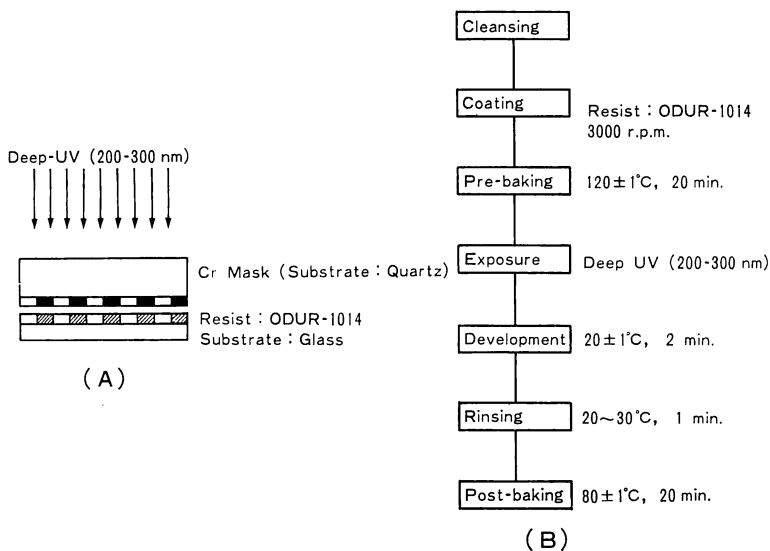 Deep-UV (200-300 nm)
Cr Mask (Substrate : Quartz)
Resist : ODUR-1014
Substrate : Glass
(A)
Cleansing
Coating
Resist : ODUR-1014
3000 r.p.m.
Pre-baking
120±1℃, 20 min.
Exposure
Deep UV (200-300 nm)
Development
20±1℃, 2 min.
Rinsing
20~30℃, 1 min.
Post-baking
80±1℃, 20 min.
(B)